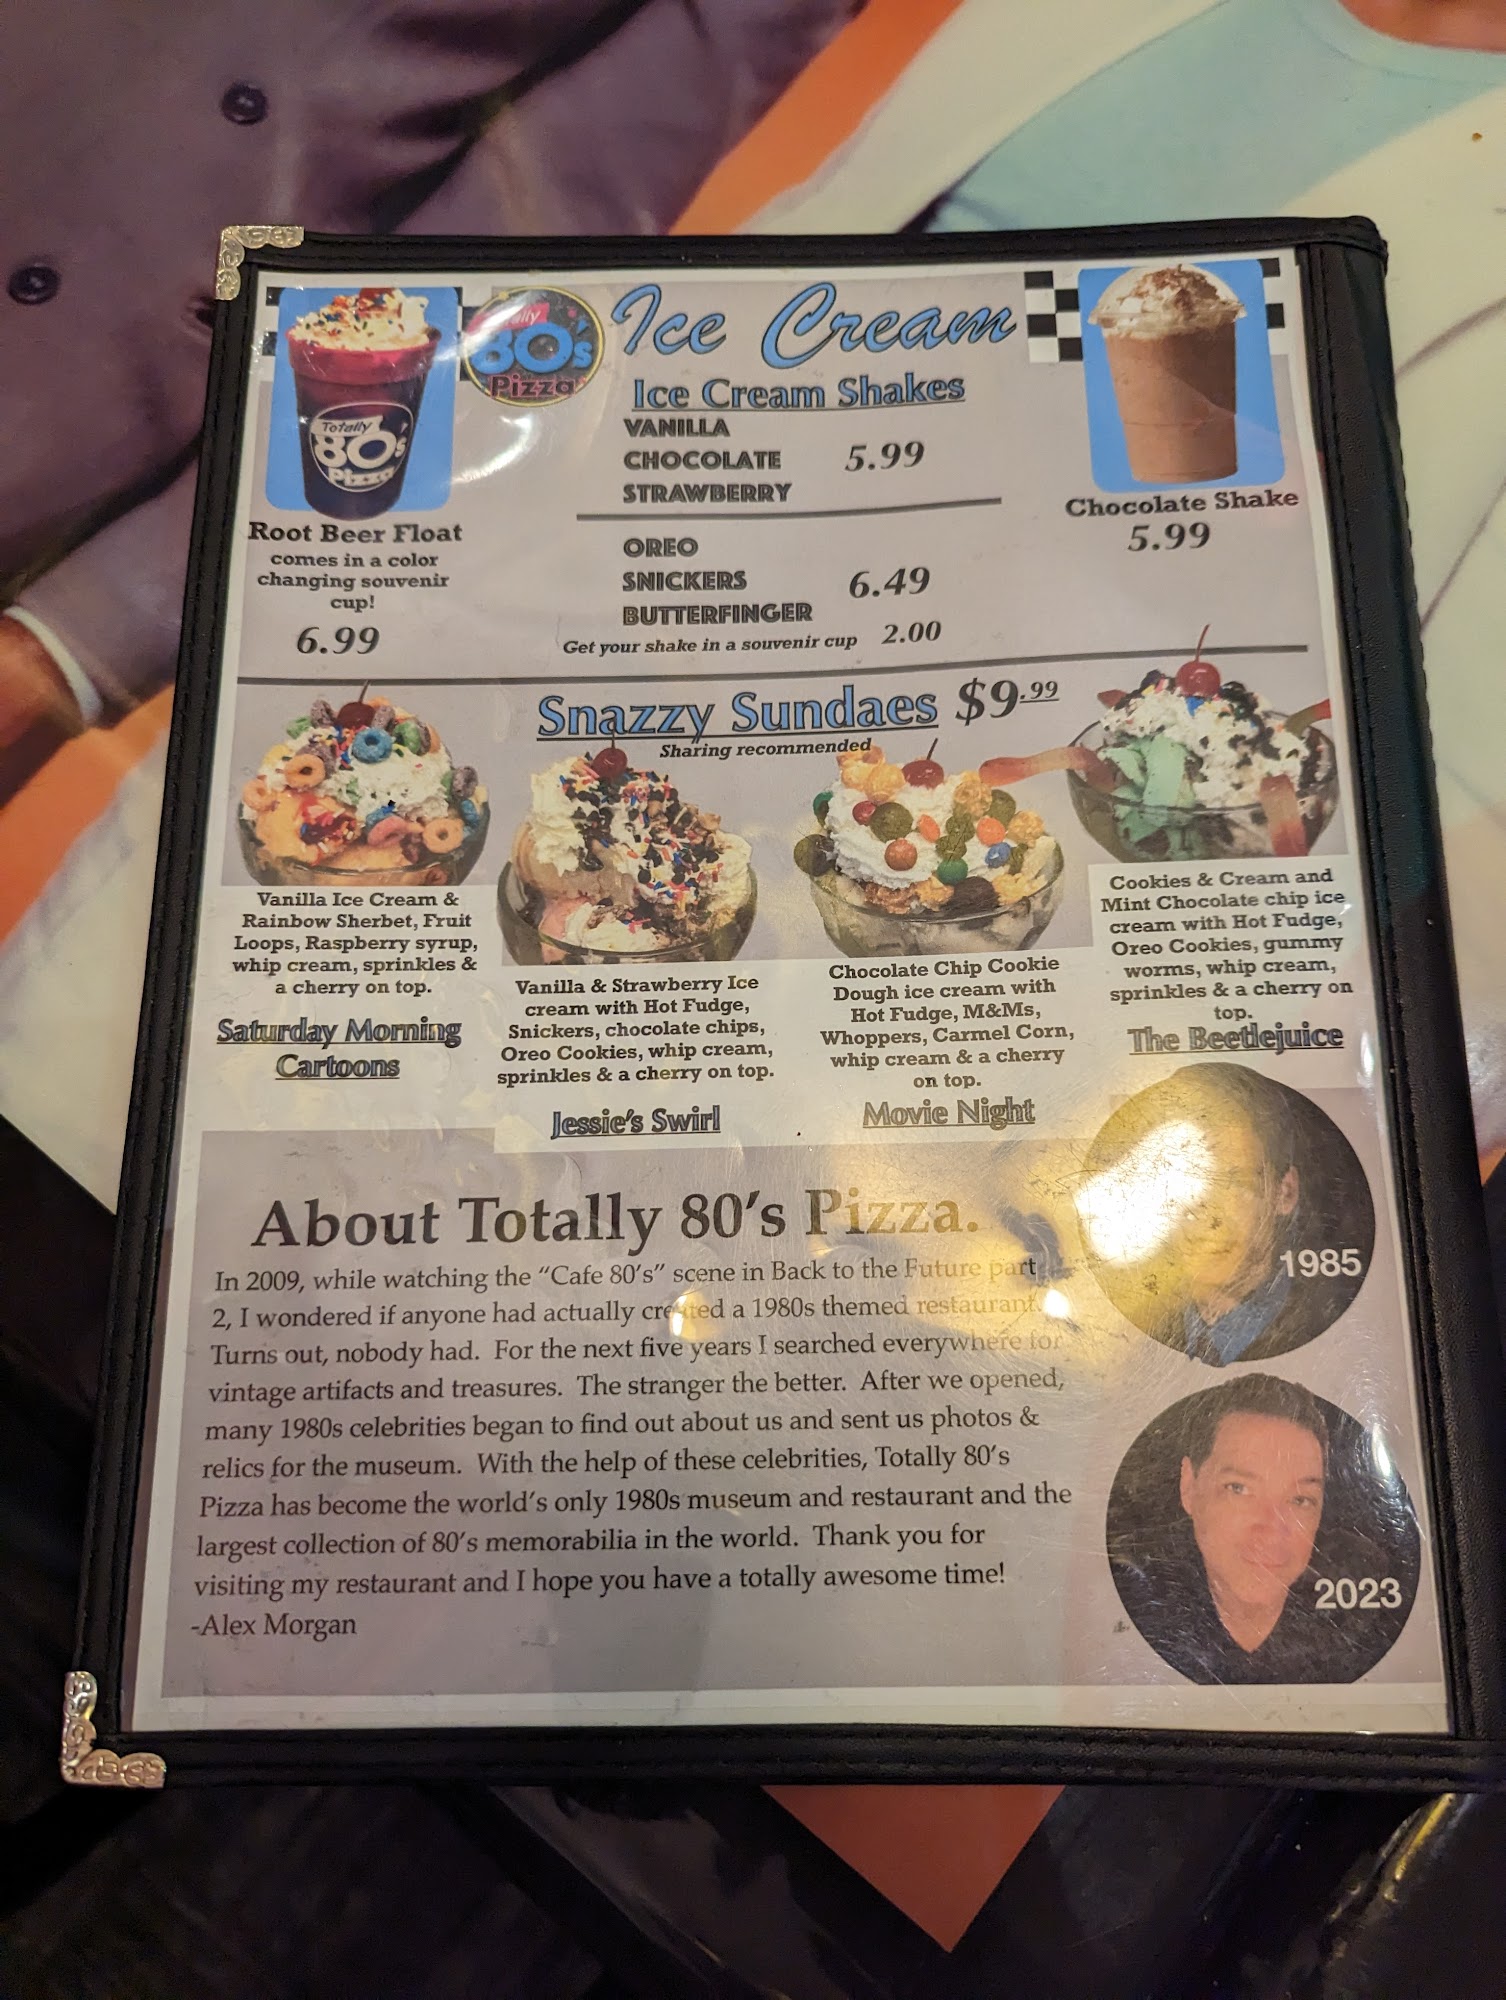 Totally
80's
Pizza
Ice Cream
Ice Cream Shakes
VANILLA
CHOCOLATE 5.99
STRAWBERRY
OREO
SNICKERS 6.49
BUTTERFINGER
Get your shake in a souvenir cup 2.00
Totally
80's
Pizza
Root Beer Float
comes in a color
changing souvenir
cup!
6.99
Chocolate Shake
5.99
Snazzy Sundaes $9.99
Sharing recommended
Vanilla Ice Cream &
Rainbow Sherbet, Fruit
Loops, Raspberry syrup,
whip cream, sprinkles &
a cherry on top.
Saturday Morning
Cartoons
Vanilla & Strawberry Ice
cream with Hot Fudge,
Snickers, chocolate chips,
Oreo Cookies, whip cream,
sprinkles & a cherry on top.
Jessie's Swirl
Chocolate Chip Cookie
Dough ice cream with
Hot Fudge, M&Ms,
Whoppers, Carmel Corn,
whip cream & a cherry
on top.
Movie Night
Cookies & Cream and
Mint Chocolate chip ice
cream with Hot Fudge,
Oreo Cookies, gummy
worms, whip cream,
sprinkles & a cherry on
top.
The Beetlejuice
About Totally 80's Pizza.
In 2009, while watching the "Cafe 80's" scene in Back to the Future part
2, I wondered if anyone had actually created a 1980s themed restaurant.
Turns out, nobody had. For the next five years I searched everywhere for
vintage artifacts and treasures. The stranger the better. After we opened,
many 1980s celebrities began to find out about us and sent us photos &
relics for the museum. With the help of these celebrities, Totally 80's
Pizza has become the world's only 1980s museum and restaurant and the
largest collection of 80's memorabilia in the world. Thank you for
visiting my restaurant and I hope you have a totally awesome time!
-Alex Morgan
1985
2023